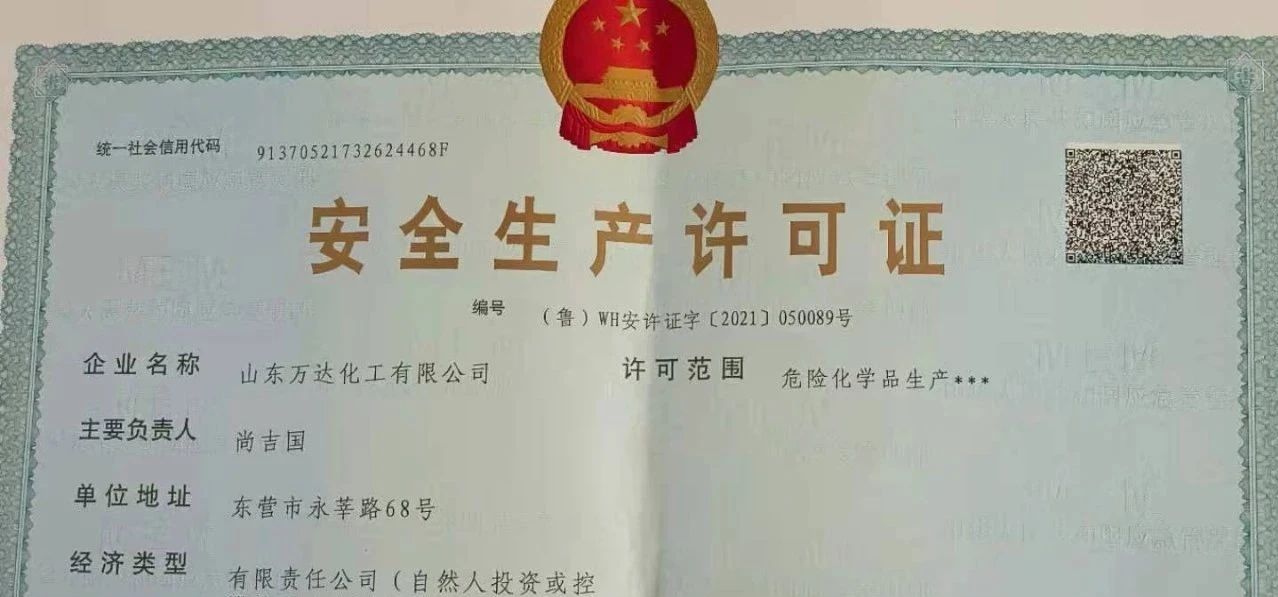 统一社会信用代码 91370521732624468F
安全生产许可证
编号 (鲁)WH安许证字〔2021〕050089号
企业名称 山东万达化工有限公司 许可范围 危险化学品生产***
主要负责人 尚吉国
单位地址 东营市永莘路68号
经济类型 有限责任公司(自然人投资或控